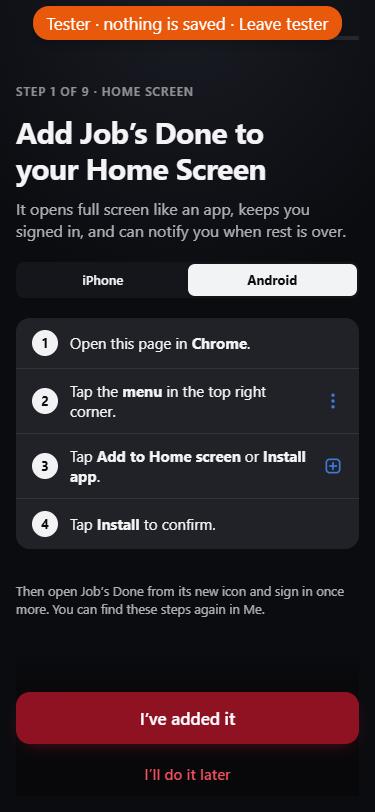 Tester · nothing is saved · Leave tester
STEP 1 OF 9 · HOME SCREEN
Add Job’s Done to
your Home Screen
It opens full screen like an app, keeps you
signed in, and can notify you when rest is over.
iPhone
Android
1
Open this page in Chrome.
2
Tap the menu in the top right
corner.
3
Tap Add to Home screen or Install
app.
4
Tap Install to confirm.
Then open Job’s Done from its new icon and sign in once
more. You can find these steps again in Me.
I’ve added it
I’ll do it later